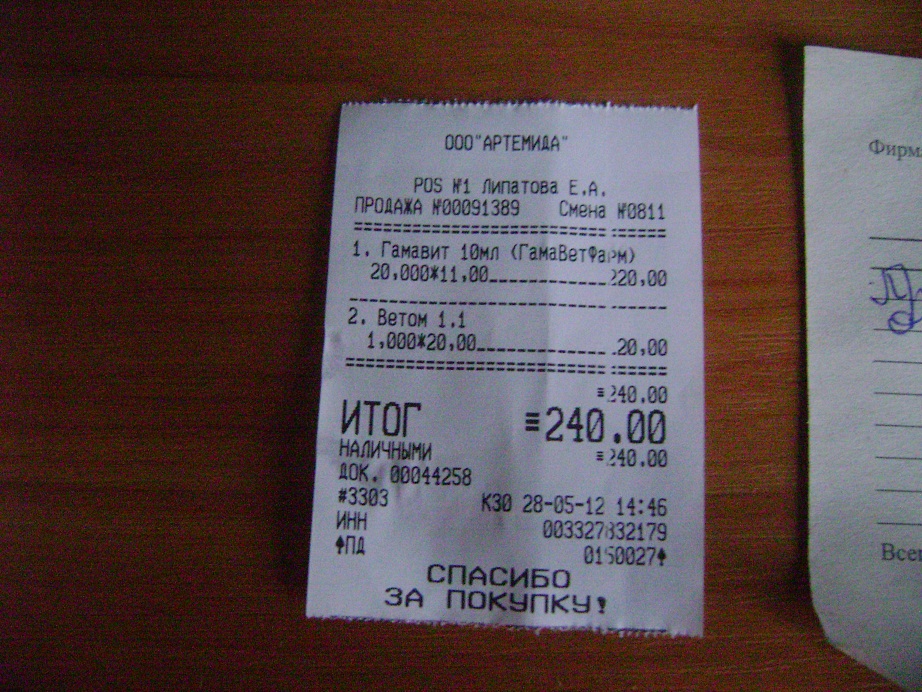 ООО"АРТЕМИДА"
POS №1 Липатова Е.А.
ПРОДАЖА №00091389 Смена №0811
1. Гамавит 10мл (ГамаВетФарм)
20,000*11,00 220,00
2. Ветом 1.1
1,000*20,00 20,00
≡240.00
ИТОГ ≡240.00
НАЛИЧНЫМИ ≡240.00
ДОК. 00044258
#3303 К30 28-05-12 14:46
ИНН 003327832179
ПД
СПАСИБО
ЗА ПОКУПКУ!
Фирм